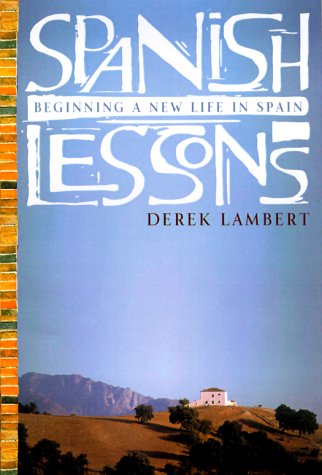 SPANISH
BEGINNING A NEW LIFE IN SPAIN
LESSONS
DEREK LAMBERT